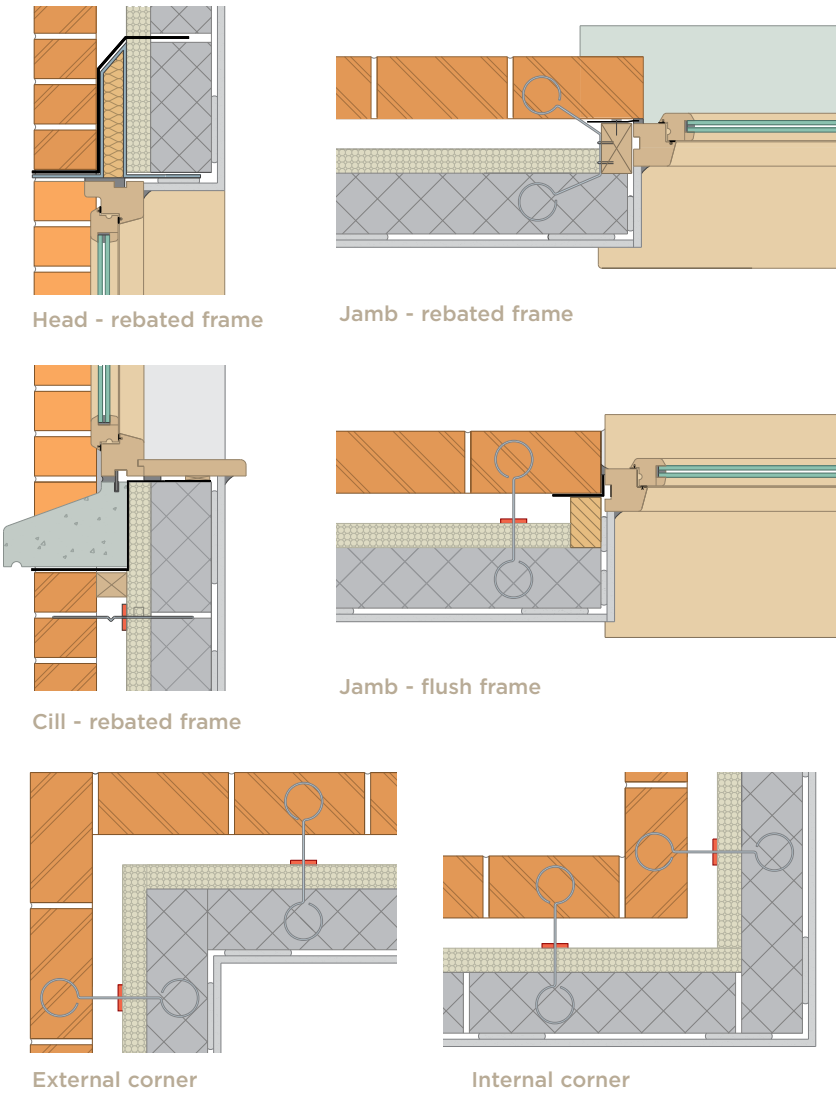 Head - rebated frame
Jamb - rebated frame
Cill - rebated frame
Jamb - flush frame
External corner
Internal corner